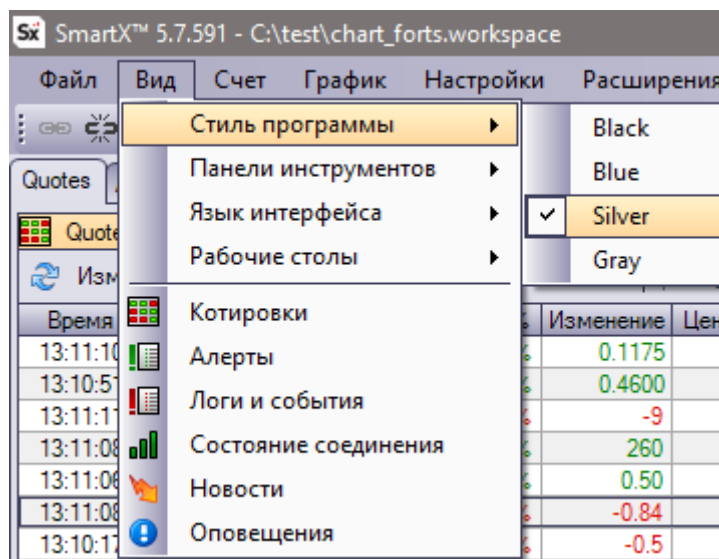 SmartX™ 5.7.591 - C:\test\chart_forts.workspace
Файл Вид Счет График Настройки Расширения
Стиль программы Black
Панели инструментов Blue
Quotes
Язык интерфейса Silver
Рабочие столы Gray
Время Котировки Изменение
13:11:10 Алерты % 0.1175
13:10:51 0.4600
Логи и события
13:11:11 -9
13:11:08 Состояние соединения % 260
13:11:06 Новости 0.50
13:11:08 -0.84
13:10:17 Оповещения % -0.5